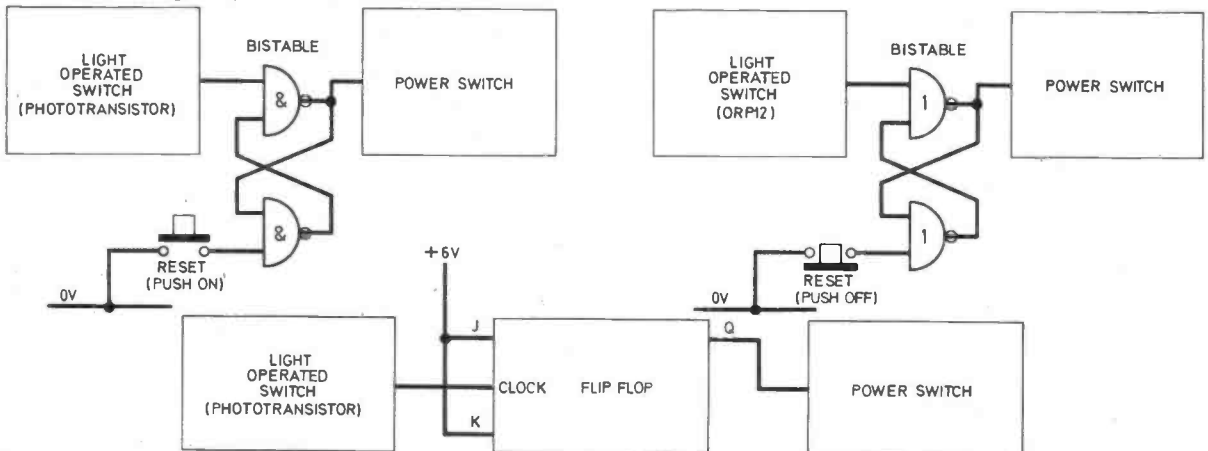 LIGHT
OPERATED
SWITCH
(PHOTOTRANSISTOR)
BISTABLE
&
&
POWER SWITCH
RESET
(PUSH ON)
0V
LIGHT
OPERATED
SWITCH
(ORP12)
BISTABLE
1
1
POWER SWITCH
RESET
(PUSH OFF)
0V
LIGHT
OPERATED
SWITCH
(PHOTOTRANSISTOR)
+6V
J
CLOCK
K
FLIP FLOP
Q
POWER SWITCH